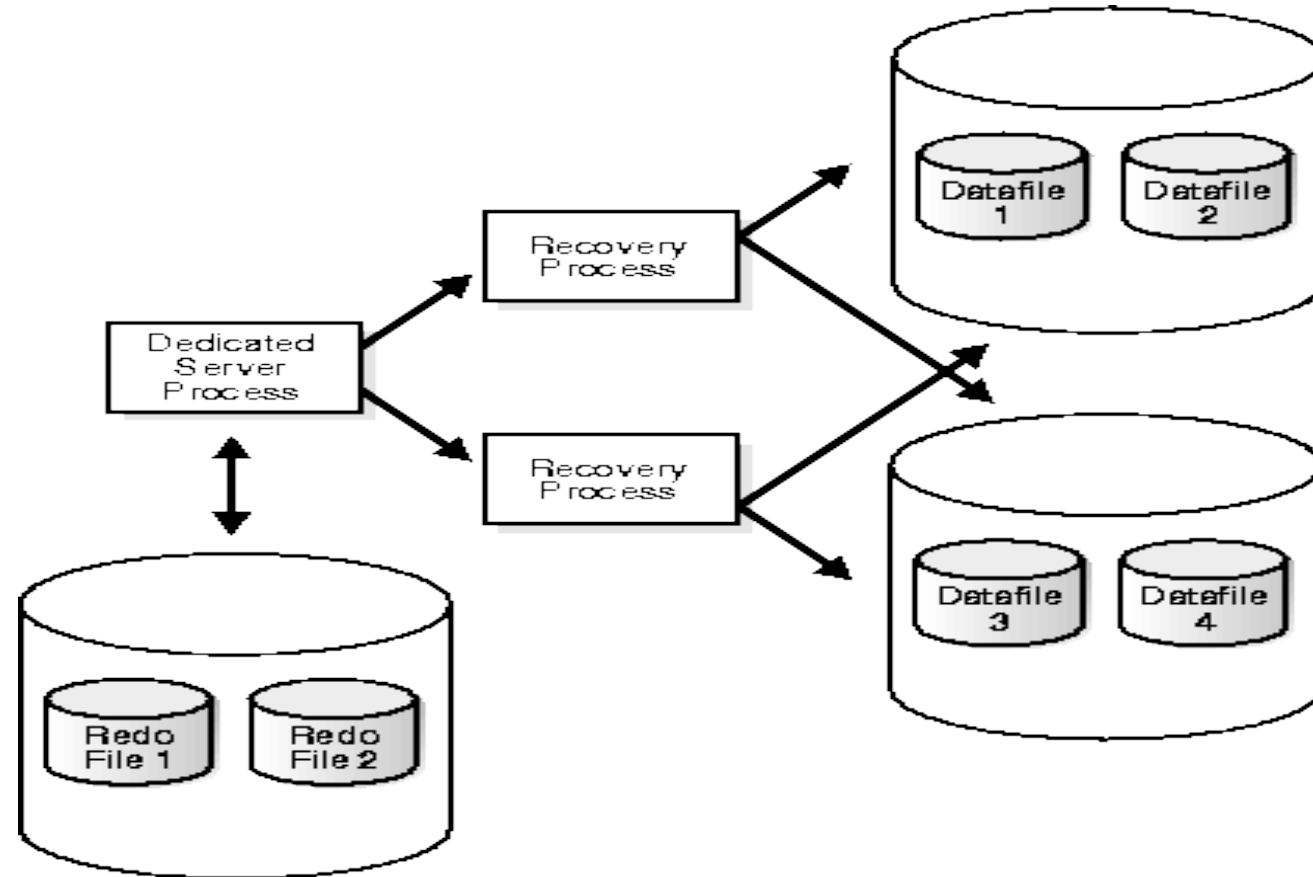 Datafile
1
Datafile
2
Recovery
Process
Dedicated
Server
Process
Recovery
Process
Datafile
3
Datafile
4
Redo
File 1
Redo
File 2